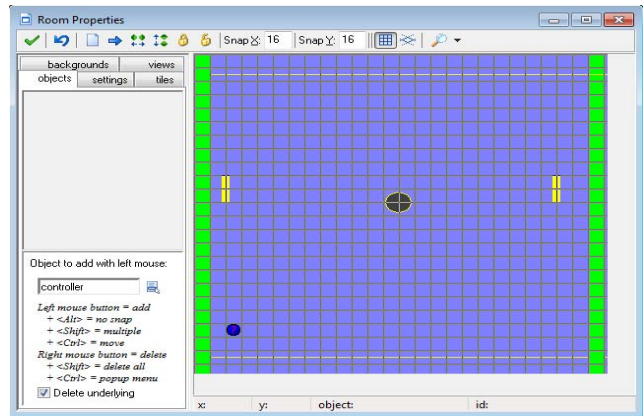 Room Properties
Snap X: 16 Snap Y: 16
backgrounds views
objects settings tiles
Object to add with left mouse:
controller
Left mouse button = add
+ <Alt> = no snap
+ <Shift> = multiple
+ <Ctrl> = move
Right mouse button = delete
+ <Shift> = delete all
+ <Ctrl> = popup menu
Delete underlying
x: y: object: id: